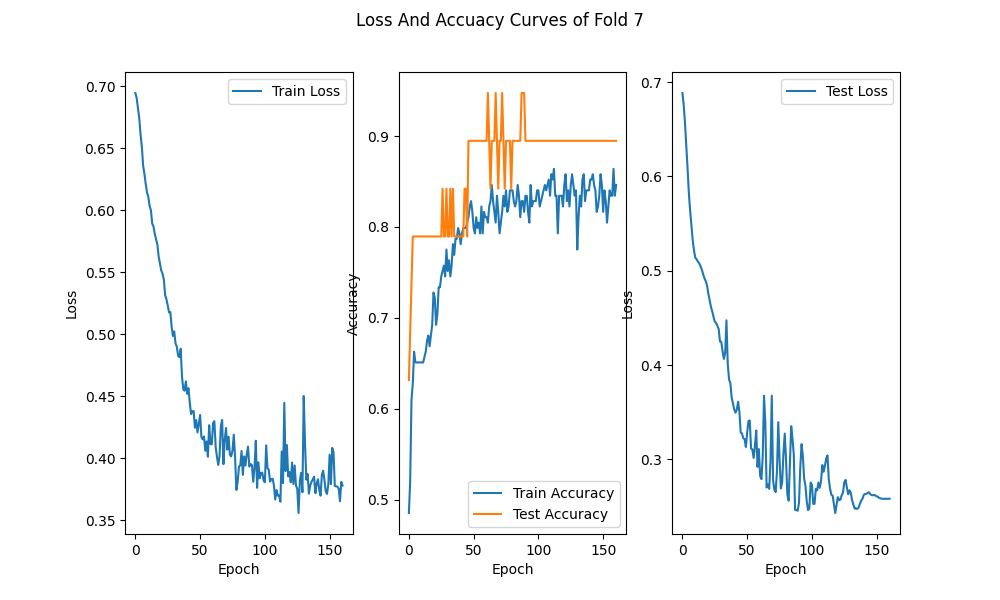 Loss And Accuacy Curves of Fold 7
Train Loss
0.70
0.65
0.60
0.55
0.50
0.45
0.40
0.35
Loss
0
50
100
150
Epoch
0.9
0.8
0.7
0.6
0.5
Accuracy
Train Accuracy
Test Accuracy
0
50
100
150
Epoch
Test Loss
0.7
0.6
0.5
0.4
0.3
Loss
0
50
100
150
Epoch